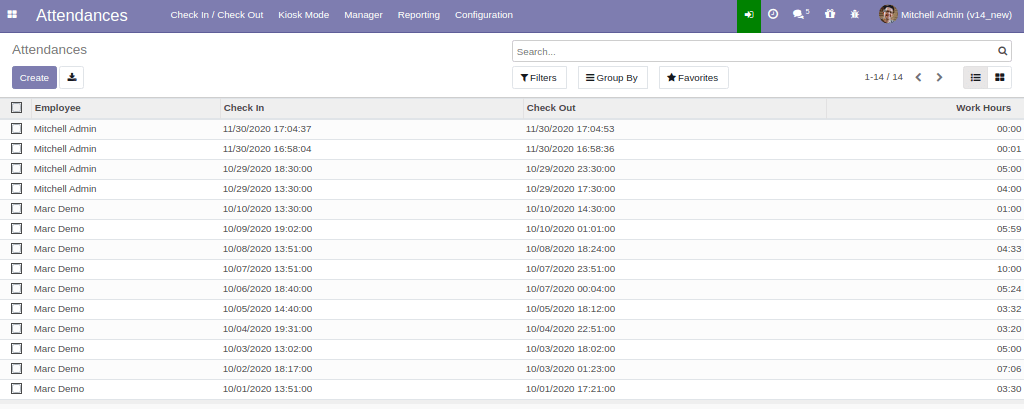 Attendances Check In / Check Out Kiosk Mode Manager Reporting Configuration 5 Mitchell Admin (v14_new)
Attendances Search...
Create Filters Group By Favorites 1-14 / 14
Employee Check In Check Out Work Hours
Mitchell Admin 11/30/2020 17:04:37 11/30/2020 17:04:53 00:00
Mitchell Admin 11/30/2020 16:58:04 11/30/2020 16:58:36 00:01
Mitchell Admin 10/29/2020 18:30:00 10/29/2020 23:30:00 05:00
Mitchell Admin 10/29/2020 13:30:00 10/29/2020 17:30:00 04:00
Marc Demo 10/10/2020 13:30:00 10/10/2020 14:30:00 01:00
Marc Demo 10/09/2020 19:02:00 10/10/2020 01:01:00 05:59
Marc Demo 10/08/2020 13:51:00 10/08/2020 18:24:00 04:33
Marc Demo 10/07/2020 13:51:00 10/07/2020 23:51:00 10:00
Marc Demo 10/06/2020 18:40:00 10/07/2020 00:04:00 05:24
Marc Demo 10/05/2020 14:40:00 10/05/2020 18:12:00 03:32
Marc Demo 10/04/2020 19:31:00 10/04/2020 22:51:00 03:20
Marc Demo 10/03/2020 13:02:00 10/03/2020 18:02:00 05:00
Marc Demo 10/02/2020 18:17:00 10/03/2020 01:23:00 07:06
Marc Demo 10/01/2020 13:51:00 10/01/2020 17:21:00 03:30